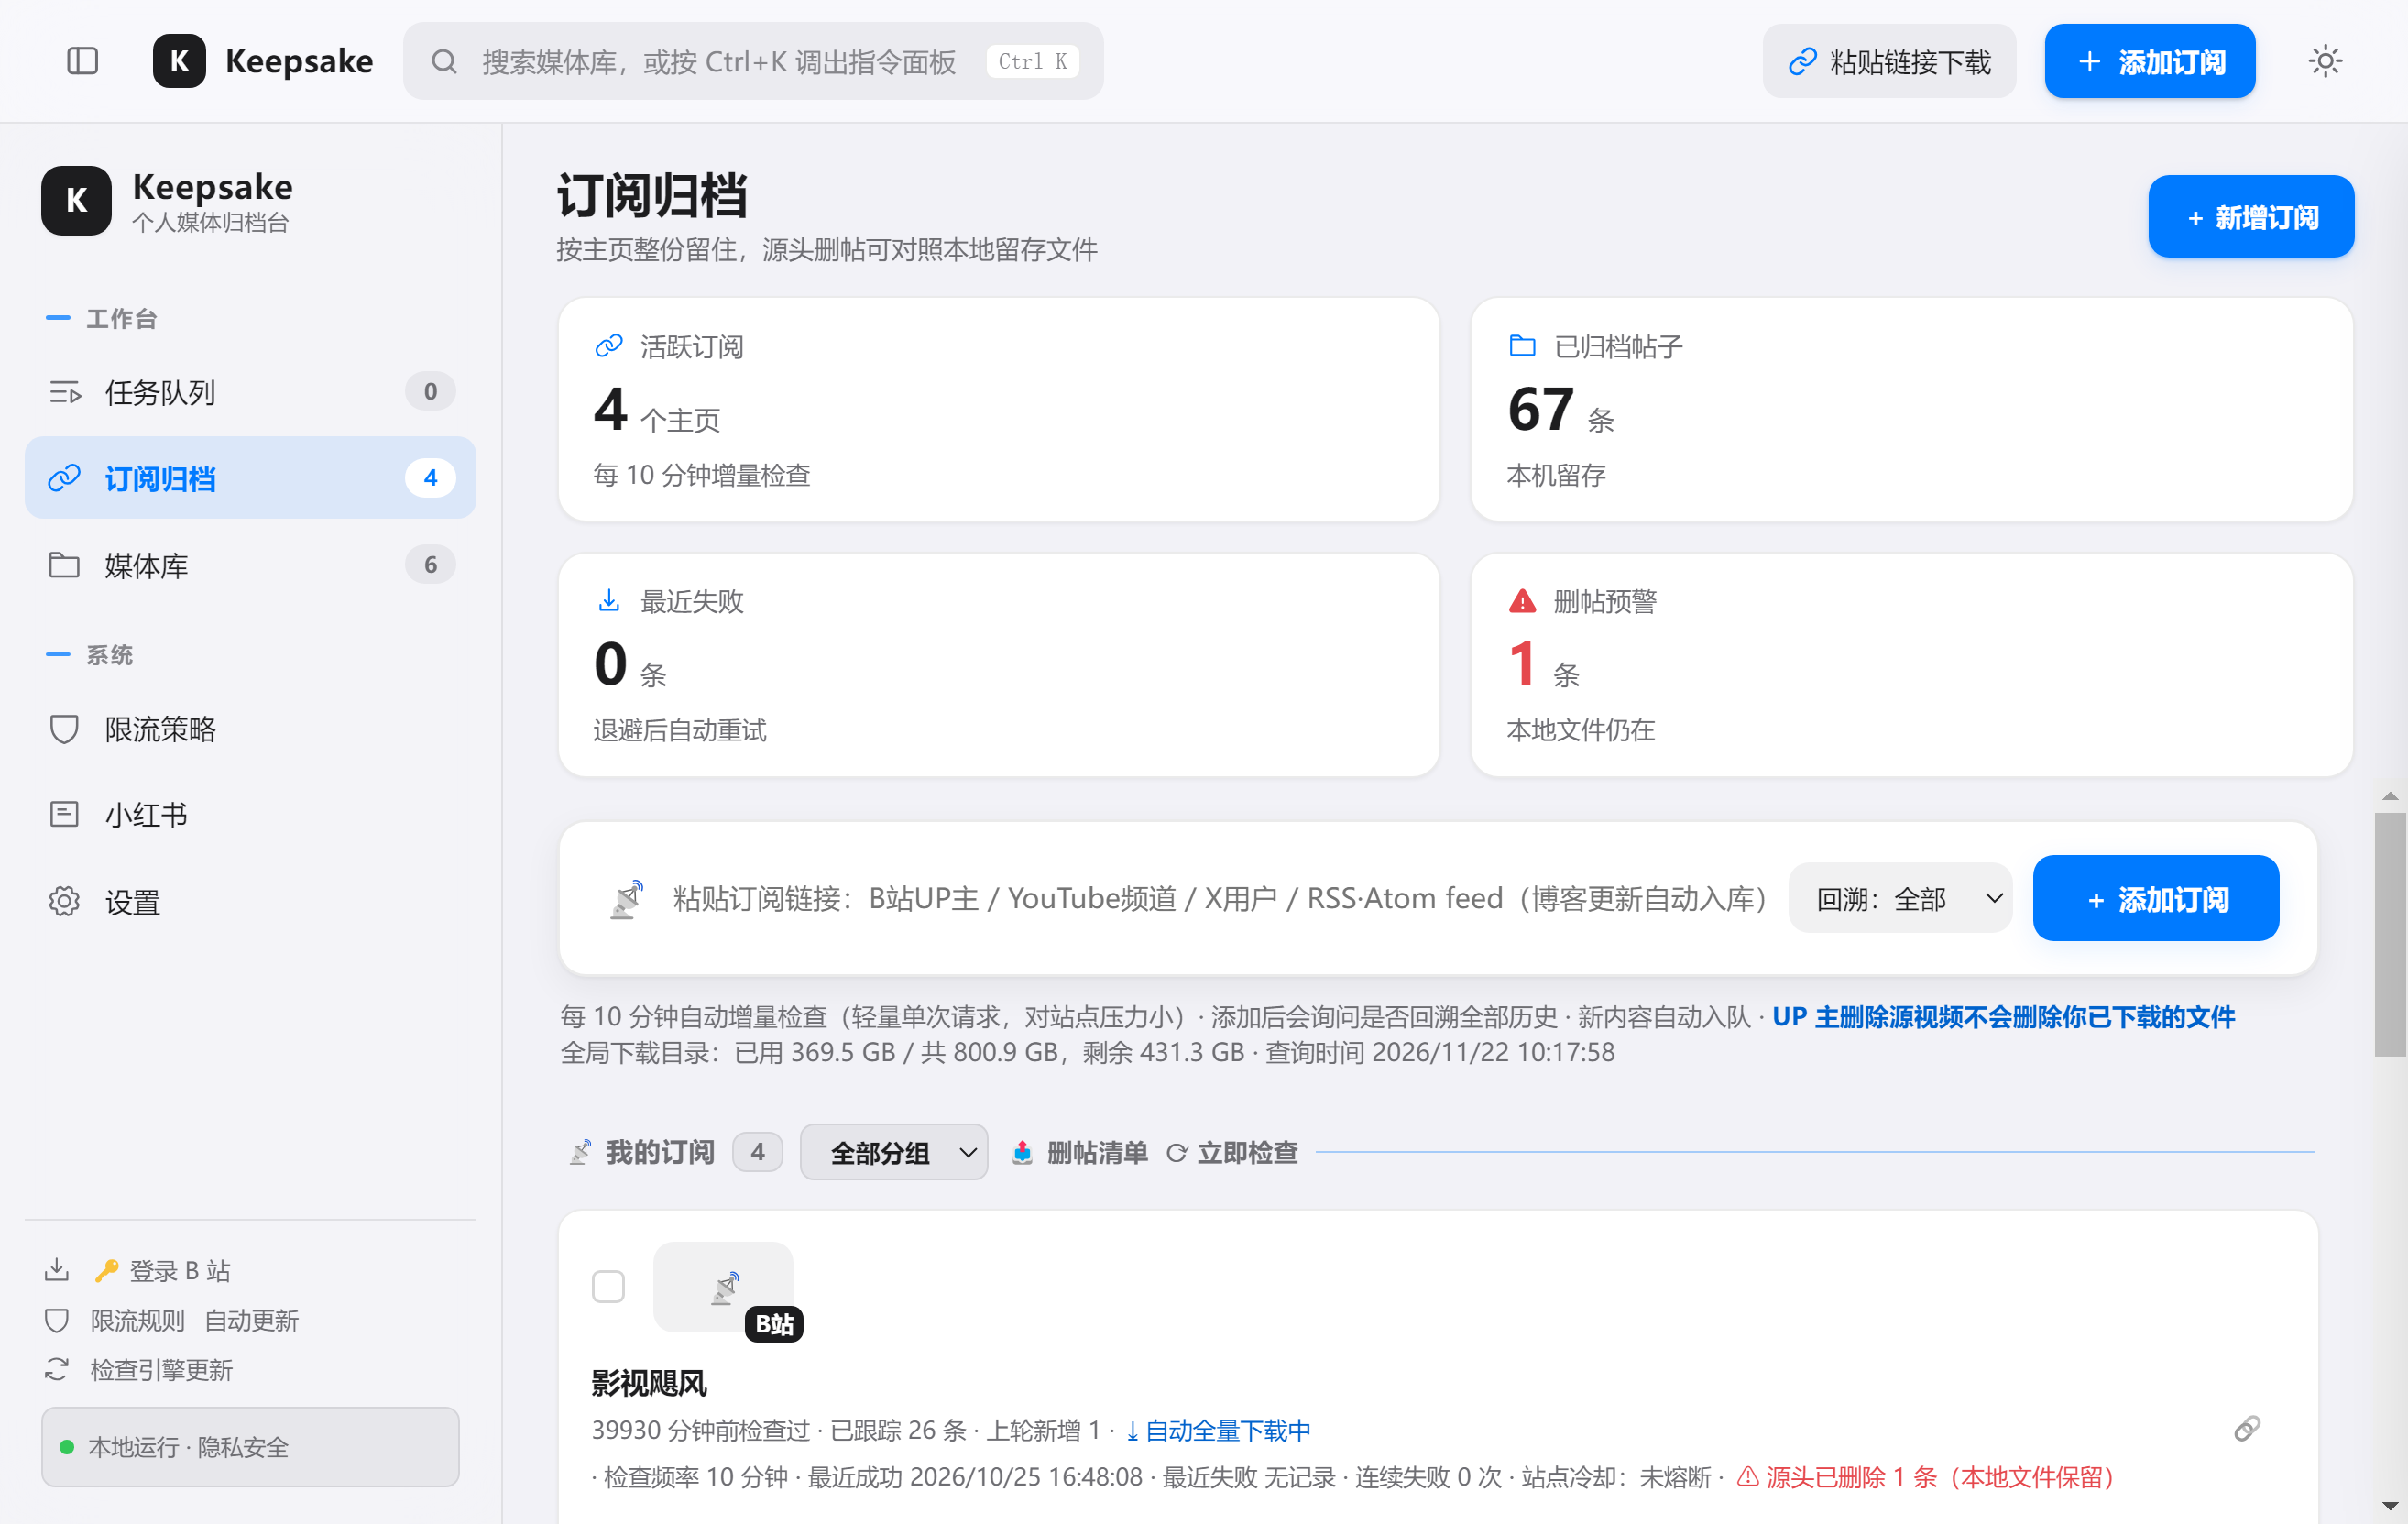 K Keepsake
搜索媒体库，或按 Ctrl+K 调出指令面板 Ctrl K
粘贴链接下载
+ 添加订阅
K Keepsake
个人媒体归档台
工作台
任务队列 0
订阅归档 4
媒体库 6
系统
限流策略
小红书
设置
登录 B 站
限流规则 自动更新
检查引擎更新
本地运行 · 隐私安全
订阅归档
按主页整份留住，源头删帖可对照本地留存文件
+ 新增订阅
活跃订阅
4 个主页
每 10 分钟增量检查
已归档帖子
67 条
本机留存
最近失败
0 条
退避后自动重试
删帖预警
1 条
本地文件仍在
粘贴订阅链接：B站UP主 / YouTube频道 / X用户 / RSS·Atom feed（博客更新自动入库）
回溯：全部
+ 添加订阅
每 10 分钟自动增量检查（轻量单次请求，对站点压力小）· 添加后会询问是否回溯全部历史 · 新内容自动入队 · UP 主删除源视频不会删除你已下载的文件
全局下载目录：已用 369.5 GB / 共 800.9 GB，剩余 431.3 GB · 查询时间 2026/11/22 10:17:58
我的订阅 4 全部分组 删帖清单 立即检查
B站
影视飓风
39930 分钟前检查过 · 已跟踪 26 条 · 上轮新增 1 · ↓自动全量下载中
· 检查频率 10 分钟 · 最近成功 2026/10/25 16:48:08 · 最近失败 无记录 · 连续失败 0 次 · 站点冷却：未熔断 · ⚠ 源头已删除 1 条（本地文件保留）